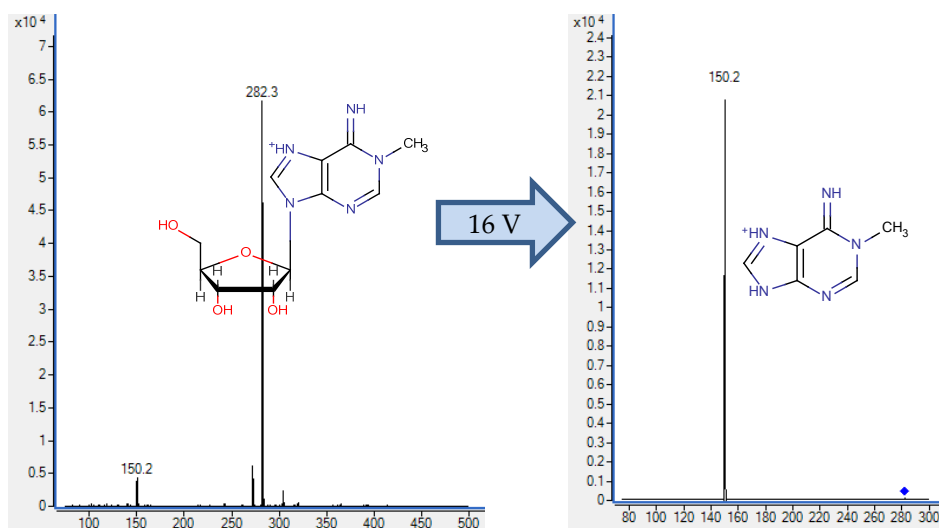 x10 4
7
6.5
6
5.5
5
4.5
4
3.5
3
2.5
2
1.5
1
0.5
0
282.3
150.2
100 150 200 250 300 350 400 450 500
NH
+HN
CH3
N
N
N
HO
O
H H
H H
OH OH
16 V
x10 4
2.4
2.3
2.2
2.1
2
1.9
1.8
1.7
1.6
1.5
1.4
1.3
1.2
1.1
1
0.9
0.8
0.7
0.6
0.5
0.4
0.3
0.2
0.1
0
150.2
NH
+HN
CH3
N
HN
N
80 100 120 140 160 180 200 220 240 260 280 300